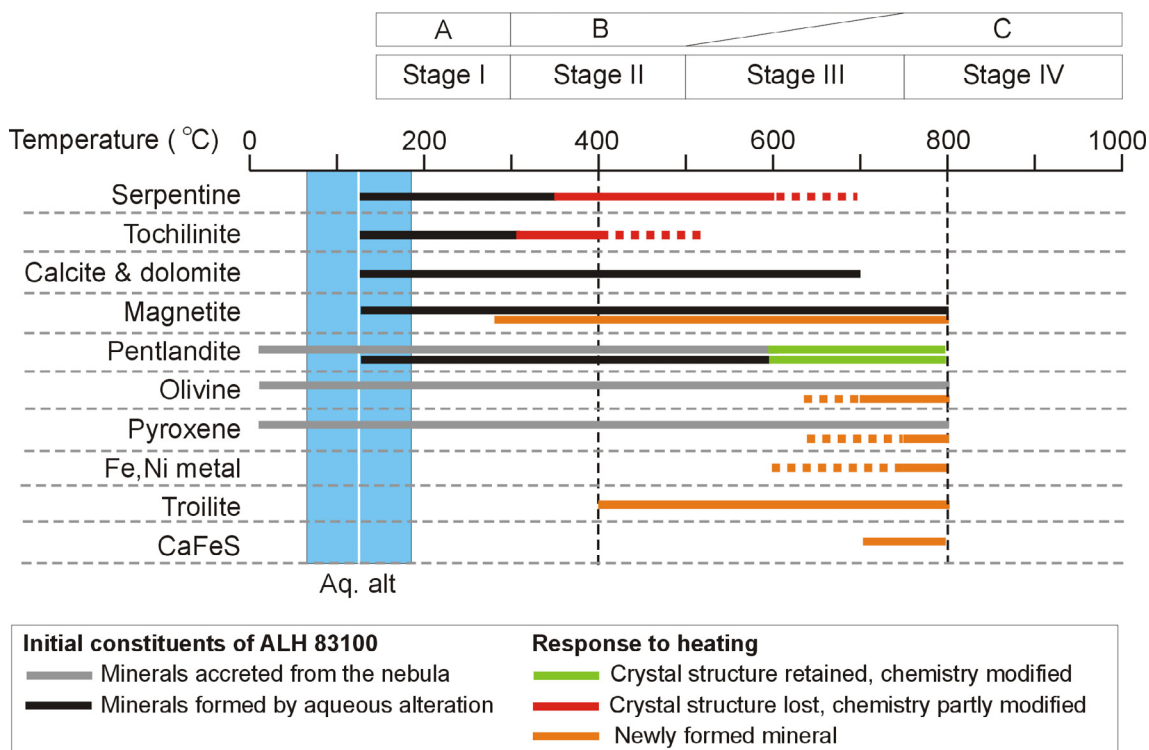 A B C
Stage I Stage II Stage III Stage IV
Temperature ( °C) 0 200 400 600 800 1000
Serpentine
Tochilinite
Calcite & dolomite
Magnetite
Pentlandite
Olivine
Pyroxene
Fe,Ni metal
Troilite
CaFeS
Aq. alt
Initial constituents of ALH 83100
Minerals accreted from the nebula
Minerals formed by aqueous alteration
Response to heating
Crystal structure retained, chemistry modified
Crystal structure lost, chemistry partly modified
Newly formed mineral